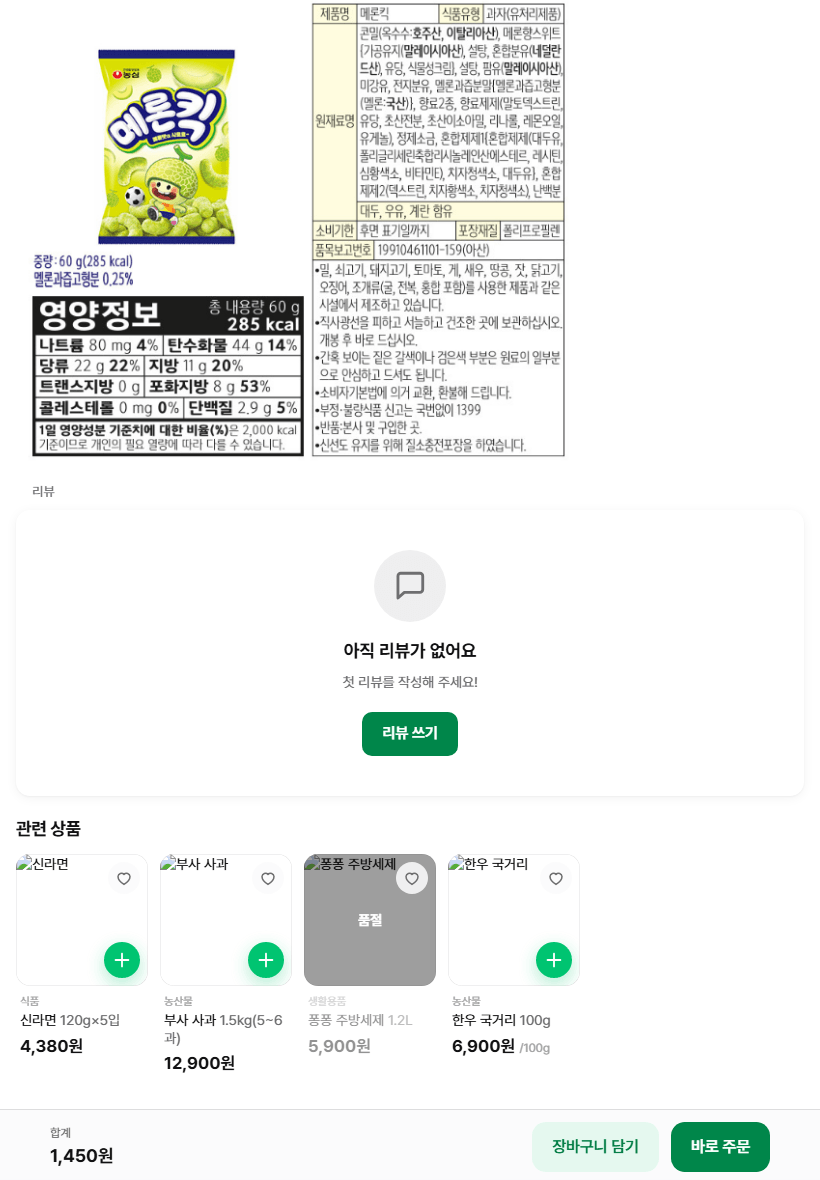 농심
메론킥
중량 : 60 g(285 kcal)
멜론과즙고형분 0.25%
영양정보 총 내용량 60 g
285 kcal
나트륨 80 mg 4% 탄수화물 44 g 14%
당류 22 g 22% 지방 11 g 20%
트랜스지방 0 g 포화지방 8 g 53%
콜레스테롤 0 mg 0% 단백질 2.9 g 5%
1일 영양성분 기준치에 대한 비율(%)은 2,000 kcal
기준이므로 개인의 필요 열량에 따라 다를 수 있습니다.
제품명 메론킥 식품유형 과자(유처리제품)
원재료명
콘밀(옥수수:호주산, 이탈리아산), 메론향스위트
{가공유지(말레이시아산), 설탕, 혼합분유(네덜란
드산), 유당, 식물성크림}, 설탕, 팜유(말레이시아산),
미강유, 전지분유, 멜론과즙분말{멜론과즙고형분
(멜론:국산)}, 향료2종, 향료제제(말토덱스트린,
유당, 초산전분, 초산이소아밀, 리나롤, 레몬오일,
유게놀), 정제소금, 혼합제제1{혼합제제(대두유,
폴리글리세린축합리시놀레인산에스테르, 레시틴,
심황색소, 비타민E), 치자청색소, 대두유}, 혼합
제제2(덱스트린, 치자황색소, 치자청색소), 난백분
대두, 우유, 계란 함유
소비기한 후면 표기일까지 포장재질 폴리프로필렌
품목보고번호 19910461101-159(아산)
•밀, 쇠고기, 돼지고기, 토마토, 게, 새우, 땅콩, 잣, 닭고기,
오징어, 조개류(굴, 전복, 홍합 포함)를 사용한 제품과 같은
시설에서 제조하고 있습니다.
•직사광선을 피하고 서늘하고 건조한 곳에 보관하십시오.
개봉 후 바로 드십시오.
•간혹 보이는 짙은 갈색이나 검은색 부분은 원료의 일부분
으로 안심하고 드셔도 됩니다.
•소비자기본법에 의거 교환, 환불해 드립니다.
•부정·불량식품 신고는 국번없이 1399
•반품:본사 및 구입한 곳.
•신선도 유지를 위해 질소충전포장을 하였습니다.
리뷰
아직 리뷰가 없어요
첫 리뷰를 작성해 주세요!
리뷰 쓰기
관련 상품
신라면
식품
신라면 120g×5입
4,380원
부사 사과
농산물
부사 사과 1.5kg(5~6
과)
12,900원
퐁퐁 주방세제
품절
생활용품
퐁퐁 주방세제 1.2L
5,900원
한우 국거리
농산물
한우 국거리 100g
6,900원 /100g
합계
1,450원
장바구니 담기
바로 주문